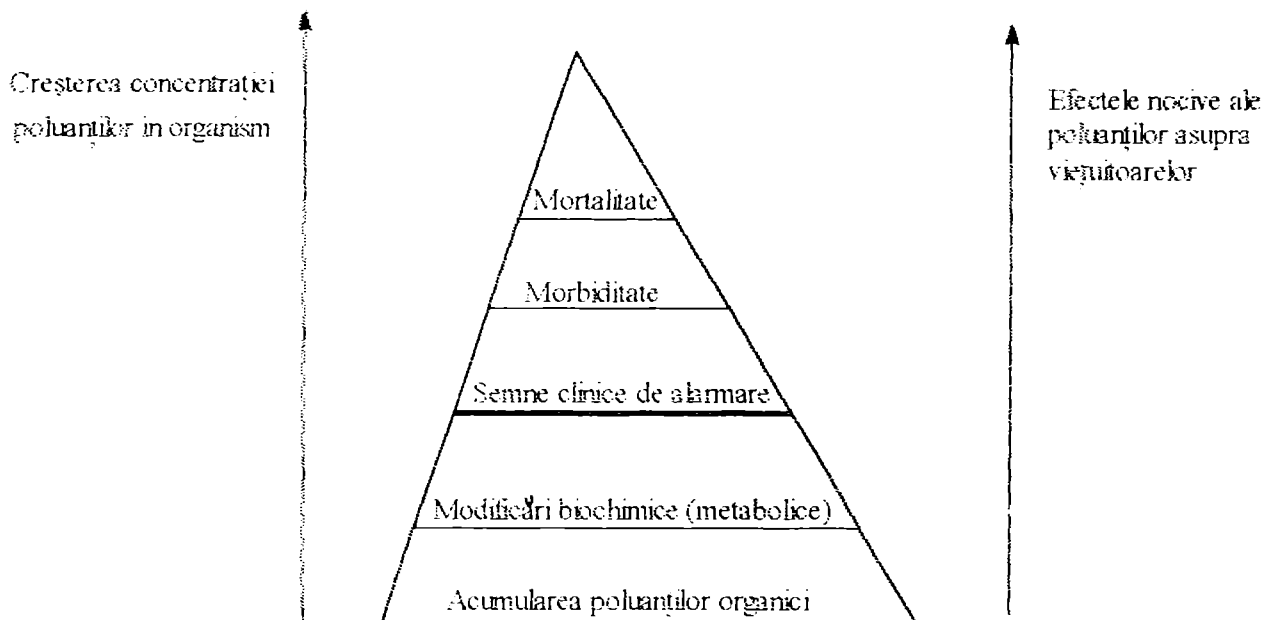 Creșterea concentrației
poluanților in organism
Efectele nocive ale
poluanților asupra
viețuitoarelor
Mortalitate
Morbiditate
Semne clinice de alarmare
Modificări biochimice (metabolice)
Acumularea poluanților organici